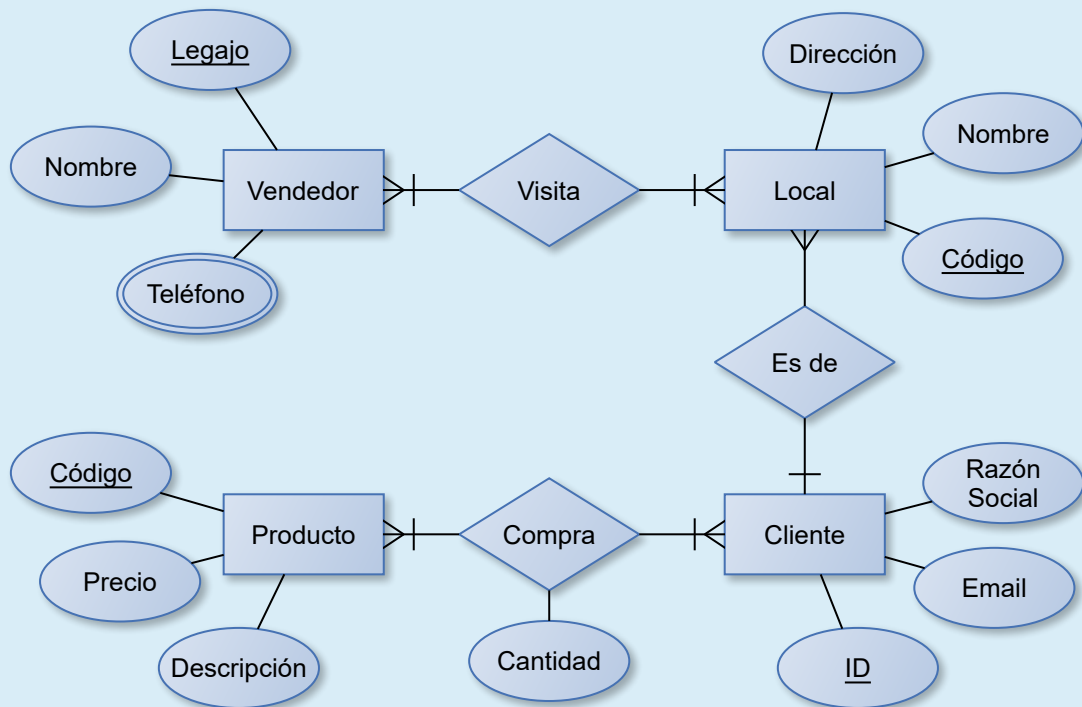 Legajo
Dirección
Nombre
Nombre
Vendedor
Visita
Local
Código
Teléfono
Es de
Código
Razón
Social
Producto
Compra
Cliente
Precio
Email
Descripción
Cantidad
ID